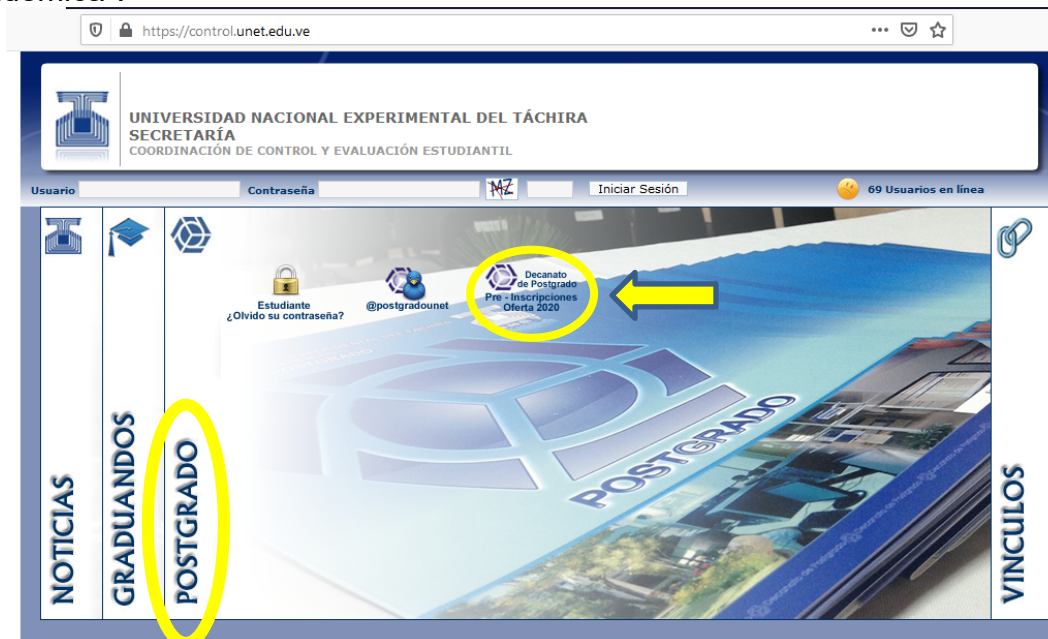 https://control.unet.edu.ve
UNIVERSIDAD NACIONAL EXPERIMENTAL DEL TÁCHIRA
SECRETARÍA
COORDINACIÓN DE CONTROL Y EVALUACIÓN ESTUDIANTIL
Usuario
Contraseña
MZ
Iniciar Sesión
69 Usuarios en línea
NOTICIAS
GRADUANDOS
POSTGRADO
Estudiante
¿Olvido su contraseña?
@postgradounet
Decanato
de Postgrado
Pre - Inscripciones
Oferta 2020
POSTGRADO
VINCULOS